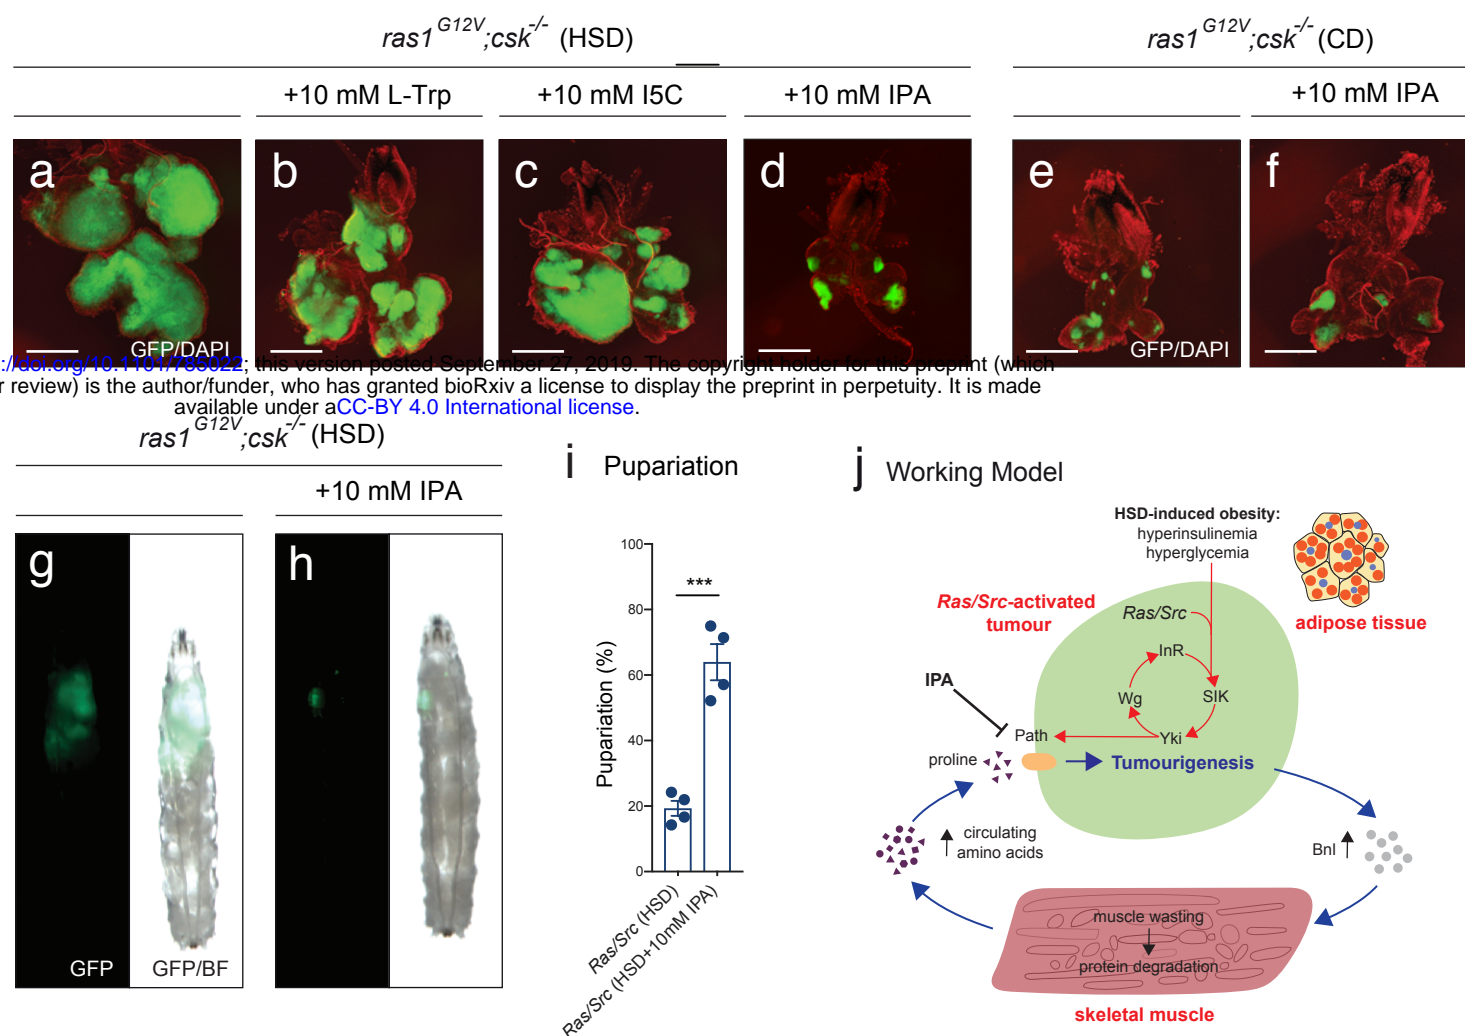 ras1 G12V;csk-/- (HSD)
ras1 G12V;csk-/- (CD)
+10 mM L-Trp
+10 mM I5C
+10 mM IPA
+10 mM IPA
a
b
c
d
e
f
GFP/DAPI
GFP/DAPI
://doi.org/10.1101/785022; this version posted September 27, 2019. The copyright holder for this preprint (which
r review) is the author/funder, who has granted bioRxiv a license to display the preprint in perpetuity. It is made
available under aCC-BY 4.0 International license.
ras1 G12V;csk-/- (HSD)
+10 mM IPA
g
h
GFP
GFP/BF
i Pupariation
Pupariation (%)
100
80
60
40
20
0
***
Ras/Src (HSD)
Ras/Src (HSD+10mM IPA)
j Working Model
HSD-induced obesity:
hyperinsulinemia
hyperglycemia
adipose tissue
Ras/Src-activated
tumour
Ras/Src
InR
SIK
Wg
Yki
IPA
Path
proline
Tumourigenesis
circulating
amino acids
Bnl
muscle wasting
protein degradation
skeletal muscle